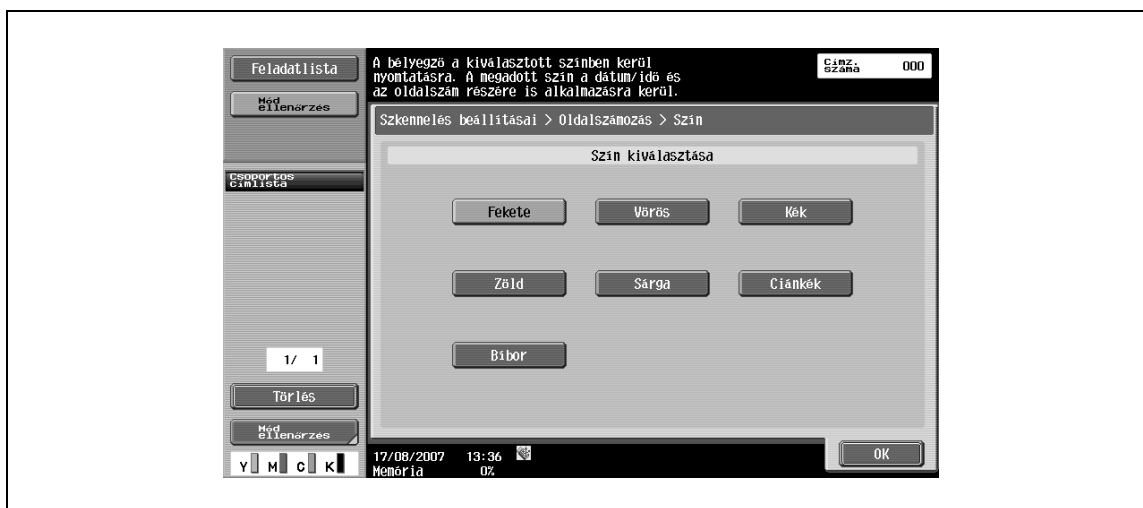 Feladatlista
Mód
ellenőrzés
Csoportos
címlista
1/ 1
Törlés
Mód
ellenőrzés
Y M C K
A bélyegző a kiválasztott színben kerül
nyomtatásra. A megadott szín a dátum/idő és
az oldalszám részére is alkalmazásra kerül.
Címz.
száma
000
Szkennelés beállításai > Oldalszámozás > Szín
Szín kiválasztása
Fekete Vörös Kék
Zöld Sárga Ciánkék
Bíbor
17/08/2007 13:36
Memória 0%
OK